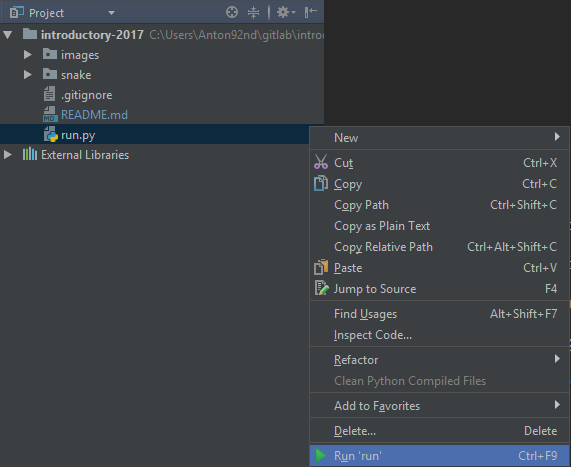 Project
introductory-2017 C:\Users\Anton92nd\gitlab\introd
images
snake
.gitignore
README.md
run.py
External Libraries
New
Cut Ctrl+X
Copy Ctrl+C
Copy Path Ctrl+Shift+C
Copy as Plain Text
Copy Relative Path Ctrl+Alt+Shift+C
Paste Ctrl+V
Jump to Source F4
Find Usages Alt+Shift+F7
Inspect Code...
Refactor
Clean Python Compiled Files
Add to Favorites
Delete... Delete
Run 'run' Ctrl+F9